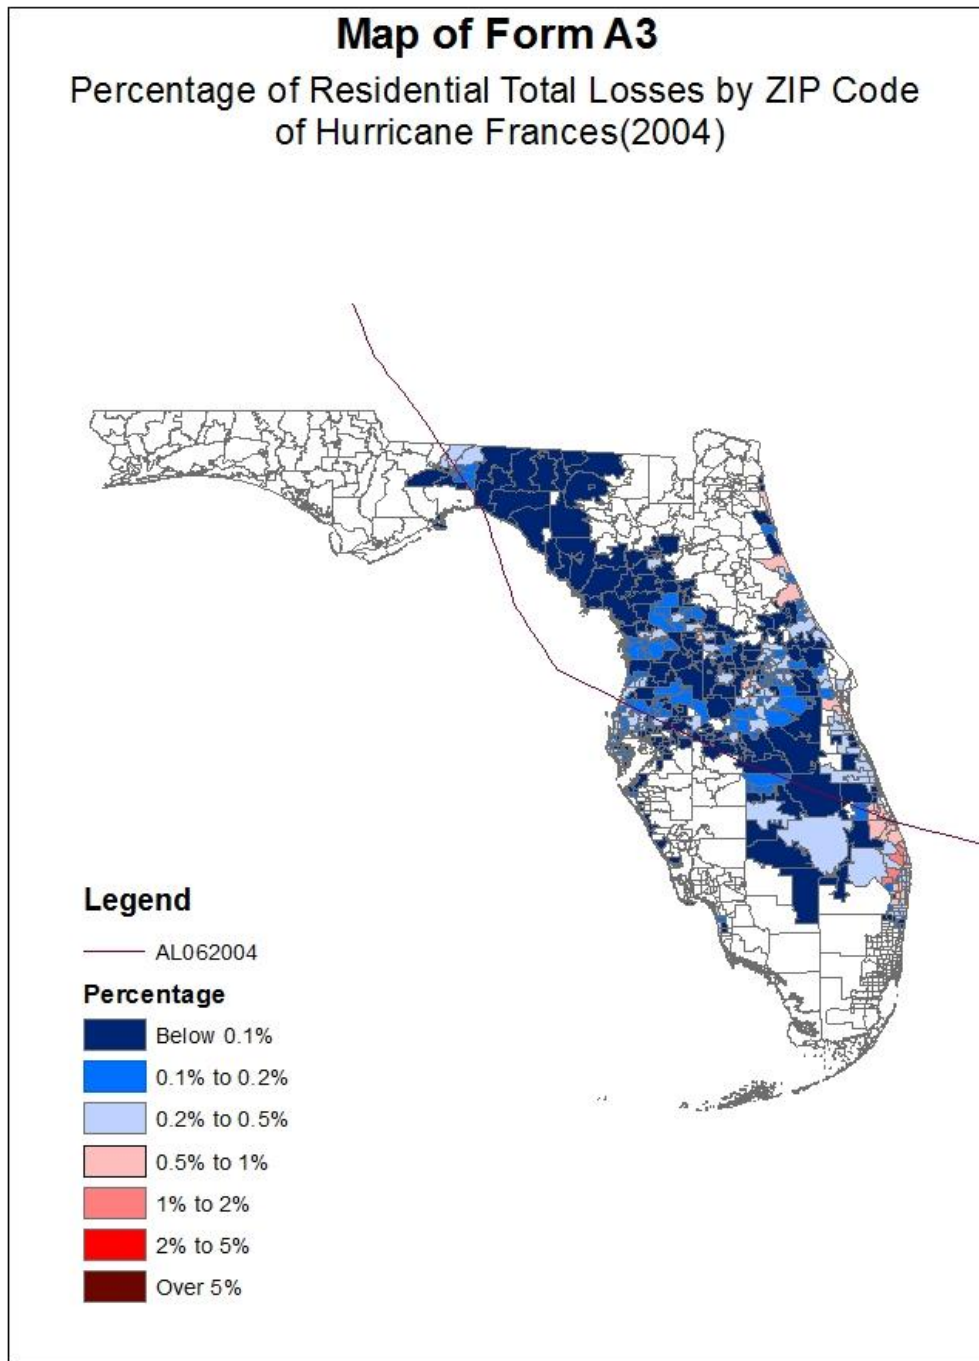 Map of Form A3
Percentage of Residential Total Losses by ZIP Code
of Hurricane Frances(2004)
Legend
AL062004
Percentage
Below 0.1%
0.1% to 0.2%
0.2% to 0.5%
0.5% to 1%
1% to 2%
2% to 5%
Over 5%